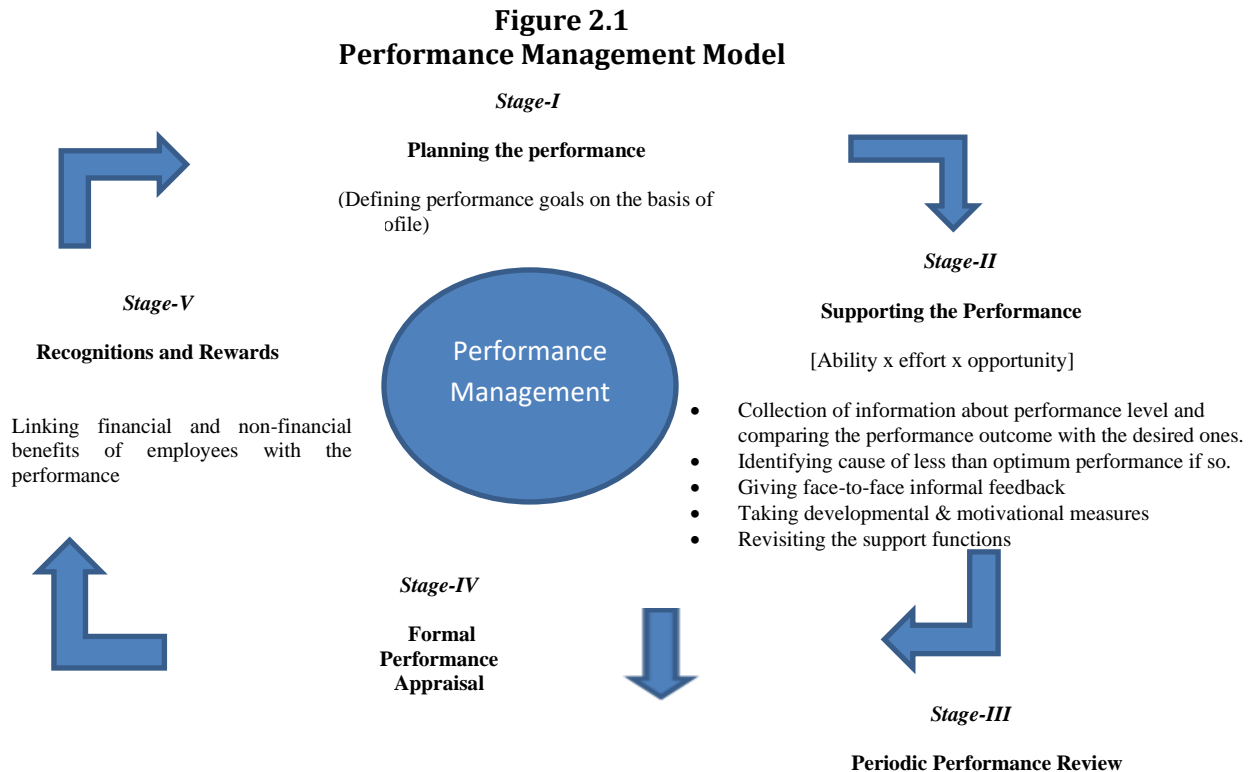 Figure 2.1
Performance Management Model
Stage-I
Planning the performance
(Defining performance goals on the basis of
ofile)
Stage-II
Supporting the Performance
[Ability x effort x opportunity]
• Collection of information about performance level and
comparing the performance outcome with the desired ones.
• Identifying cause of less than optimum performance if so.
• Giving face-to-face informal feedback
• Taking developmental & motivational measures
• Revisiting the support functions
Stage-III
Periodic Performance Review
Stage-IV
Formal
Performance
Appraisal
Stage-V
Recognitions and Rewards
Linking financial and non-financial
benefits of employees with the
performance
Performance
Management